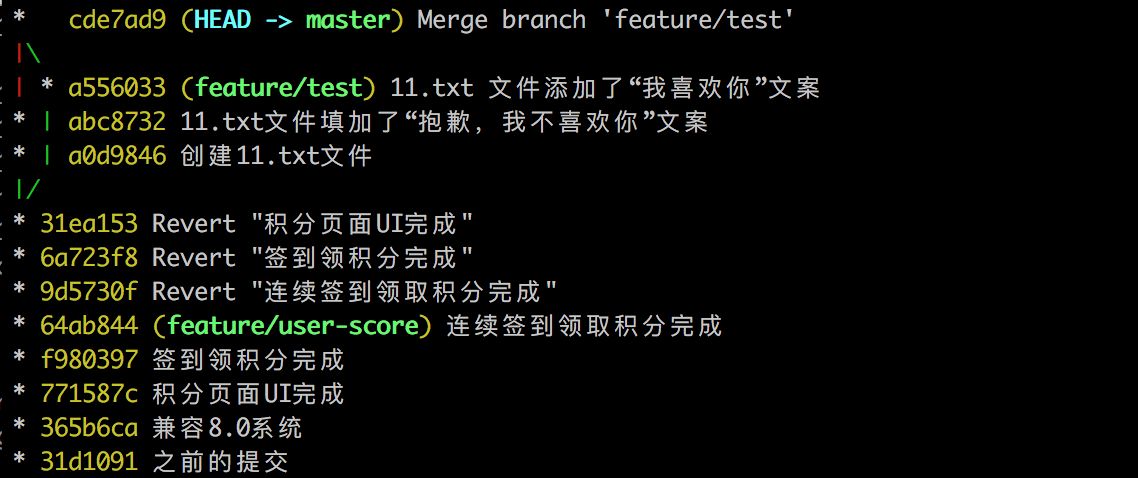 *   cde7ad9 (HEAD -> master) Merge branch 'feature/test'
|\
| * a556033 (feature/test) 11.txt 文件添加了“我喜欢你”文案
* | abc8732 11.txt文件填加了“抱歉，我不喜欢你”文案
* | a0d9846 创建11.txt文件
|/
* 31ea153 Revert "积分页面UI完成"
* 6a723f8 Revert "签到领积分完成"
* 9d5730f Revert "连续签到领取积分完成"
* 64ab844 (feature/user-score) 连续签到领取积分完成
* f980397 签到领积分完成
* 771587c 积分页面UI完成
* 365b6ca 兼容8.0系统
* 31d1091 之前的提交